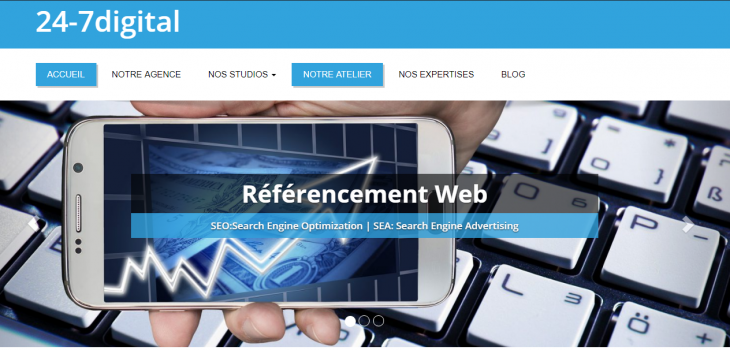 24-7digital
ACCUEIL NOTRE AGENCE NOS STUDIOS NOTRE ATELIER NOS EXPERTISES BLOG
Référencement Web
SEO:Search Engine Optimization | SEA: Search Engine Advertising
O
P
ß
L
Ö